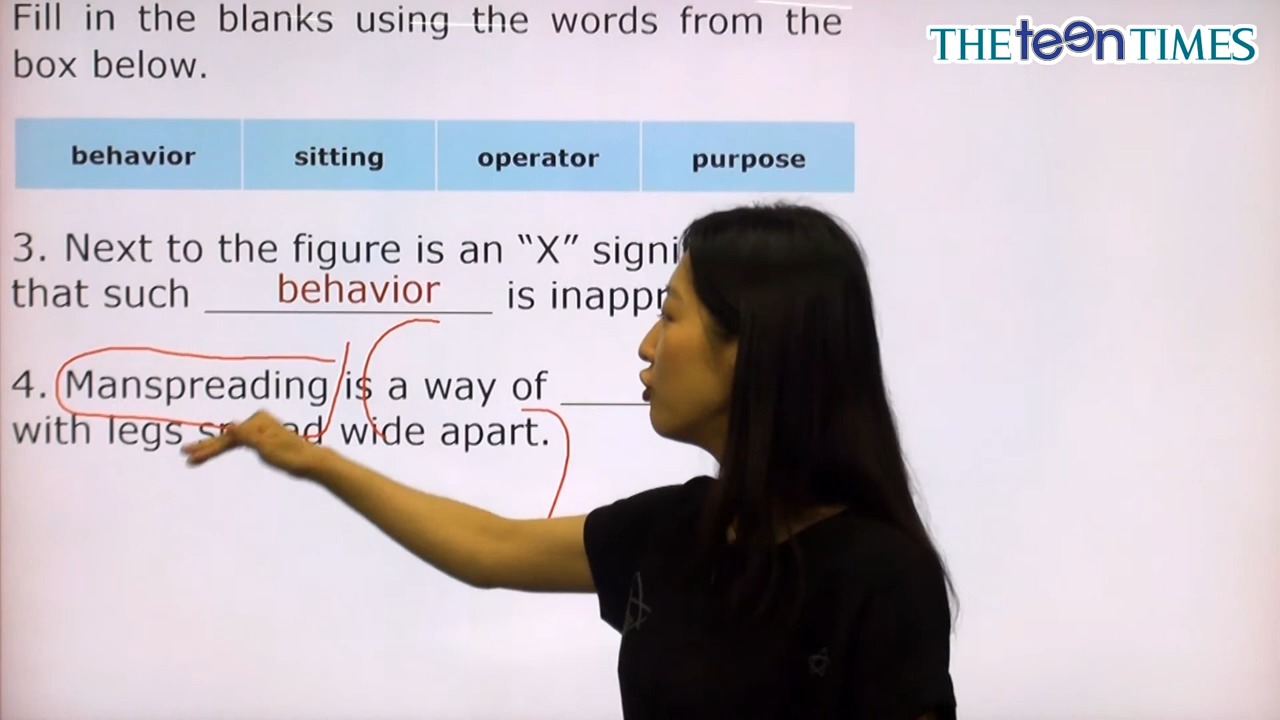 Fill in the blanks using the words from the
THE teen TIMES
box below.
behavior sitting operator purpose
3. Next to the figure is an “X”
that such behavior is
4. Manspreading is a way of
with legs wide apart.